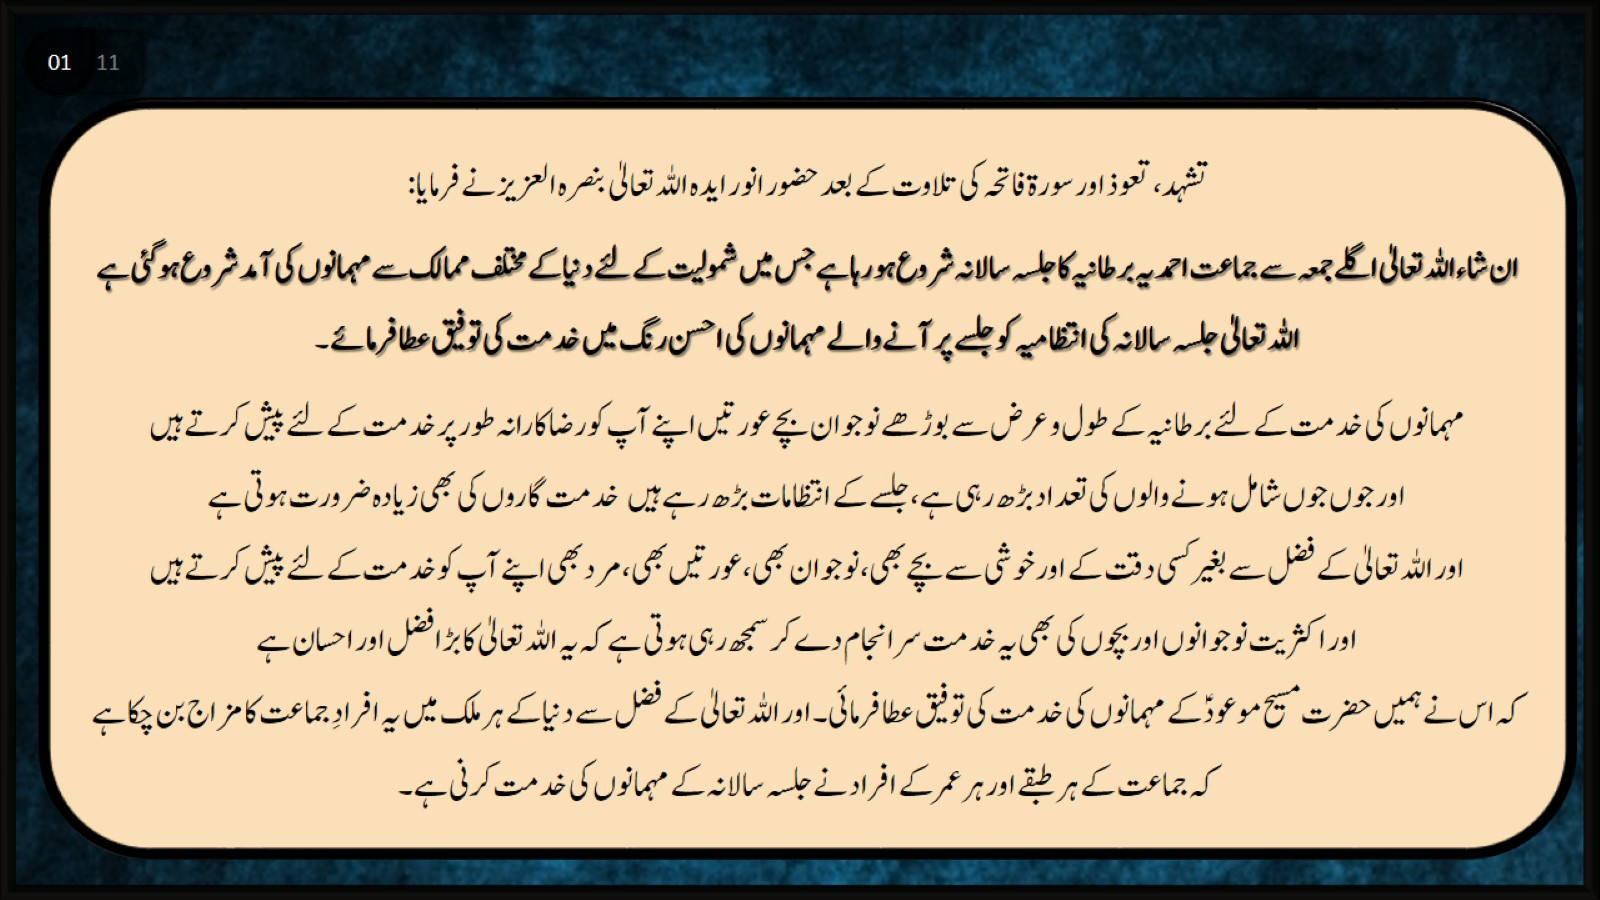 01 11
تشہد، تعوذ اور سورۃ فاتحہ کی تلاوت کے بعد حضور انور ایدہ اللہ تعالیٰ بنصرہ العزیز نے فرمایا:
ان شاء اللہ تعالیٰ اگلے جمعہ سے جماعت احمدیہ برطانیہ کا جلسہ سالانہ شروع ہو رہا ہے جس میں شمولیت کے لئے دنیا کے مختلف ممالک سے مہمانوں کی آمد شروع ہو گئی ہے
اللہ تعالیٰ جلسہ سالانہ کی انتظامیہ کو جلسے پر آنے والے مہمانوں کی احسن رنگ میں خدمت کی توفیق عطا فرمائے۔
مہمانوں کی خدمت کے لئے برطانیہ کے طول و عرض سے بوڑھے نوجوان بچے عورتیں اپنے آپ کو رضا کارانہ طور پر خدمت کے لئے پیش کرتے ہیں
اور جوں جوں شامل ہونے والوں کی تعداد بڑھ رہی ہے، جلسے کے انتظامات بڑھ رہے ہیں خدمت گاروں کی بھی زیادہ ضرورت ہوتی ہے
اور اللہ تعالیٰ کے فضل سے بغیر کسی دقت کے اور خوشی سے بچے بھی، نوجوان بھی، عورتیں بھی، مرد بھی اپنے آپ کو خدمت کے لئے پیش کرتے ہیں
اور اکثریت نوجوانوں اور بچوں کی بھی یہ خدمت سرانجام دے کر سمجھ رہی ہوتی ہے کہ یہ اللہ تعالیٰ کا بڑا فضل اور احسان ہے
کہ اس نے ہمیں حضرت مسیح موعودؑ کے مہمانوں کی خدمت کی توفیق عطا فرمائی۔ اور اللہ تعالیٰ کے فضل سے دنیا کے ہر ملک میں یہ افرادِ جماعت کا مزاج بن چکا ہے
کہ جماعت کے ہر طبقے اور ہر عمر کے افراد نے جلسہ سالانہ کے مہمانوں کی خدمت کرنی ہے۔